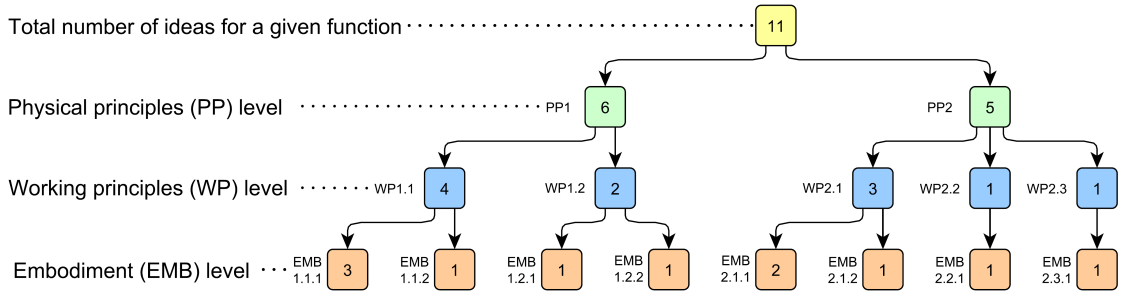 Total number of ideas for a given function
11
Physical principles (PP) level
PP1
6
PP2
5
Working principles (WP) level
WP1.1
4
WP1.2
2
WP2.1
3
WP2.2
1
WP2.3
1
Embodiment (EMB) level
EMB
1.1.1
3
EMB
1.1.2
1
EMB
1.2.1
1
EMB
1.2.2
1
EMB
2.1.1
2
EMB
2.1.2
1
EMB
2.2.1
1
EMB
2.3.1
1